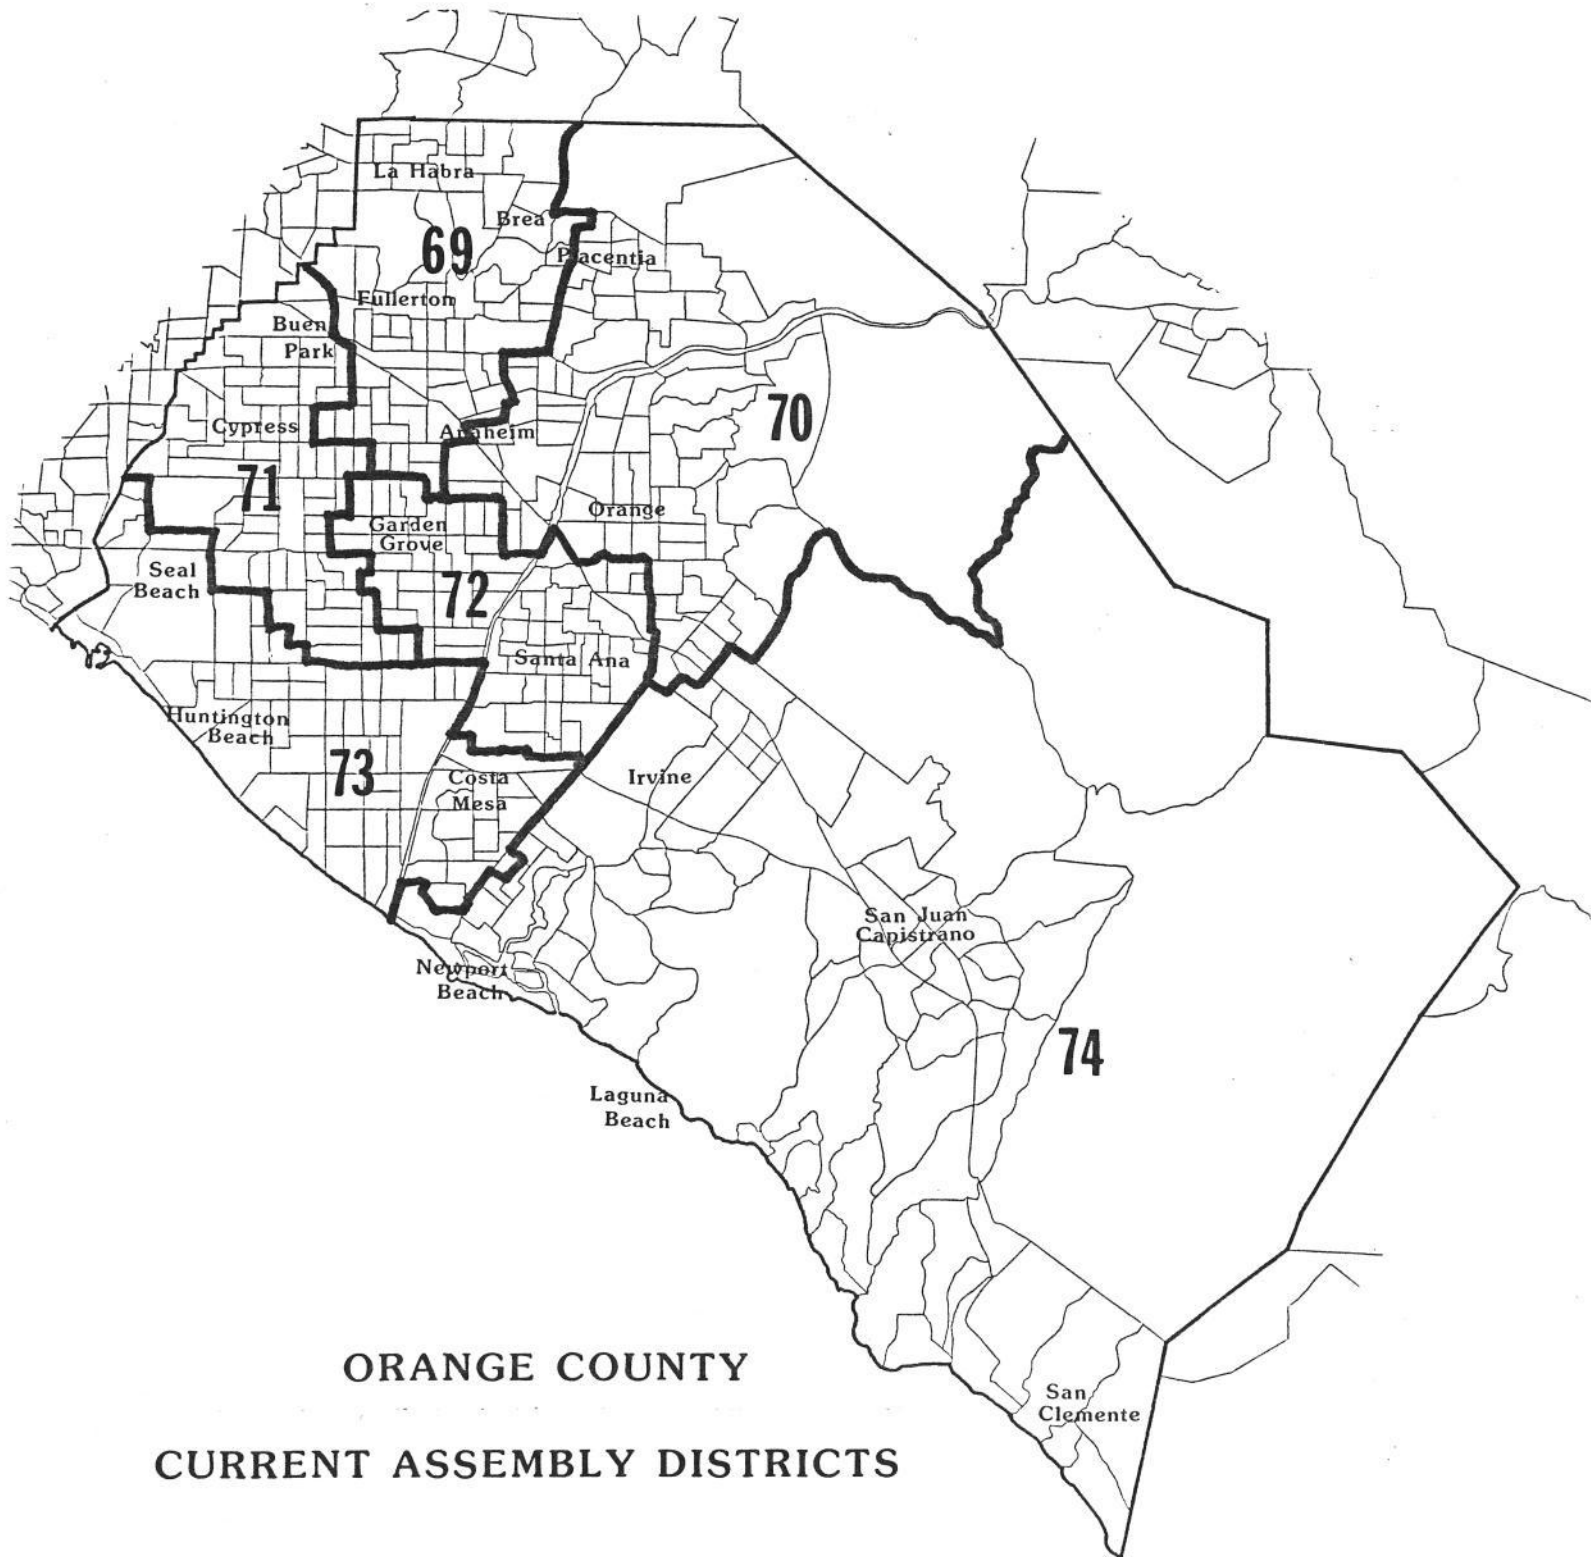 La Habra
Brea
69
Placentia
Fullerton
Buen
Park
70
Cypress
Anaheim
71
Orange
Garden
Grove
Seal
Beach
72
Santa Ana
Huntington
Beach
73
Costa
Mesa
Irvine
San Juan
Capistrano
Newport
Beach
74
Laguna
Beach
ORANGE COUNTY
San
Clemente
CURRENT ASSEMBLY DISTRICTS